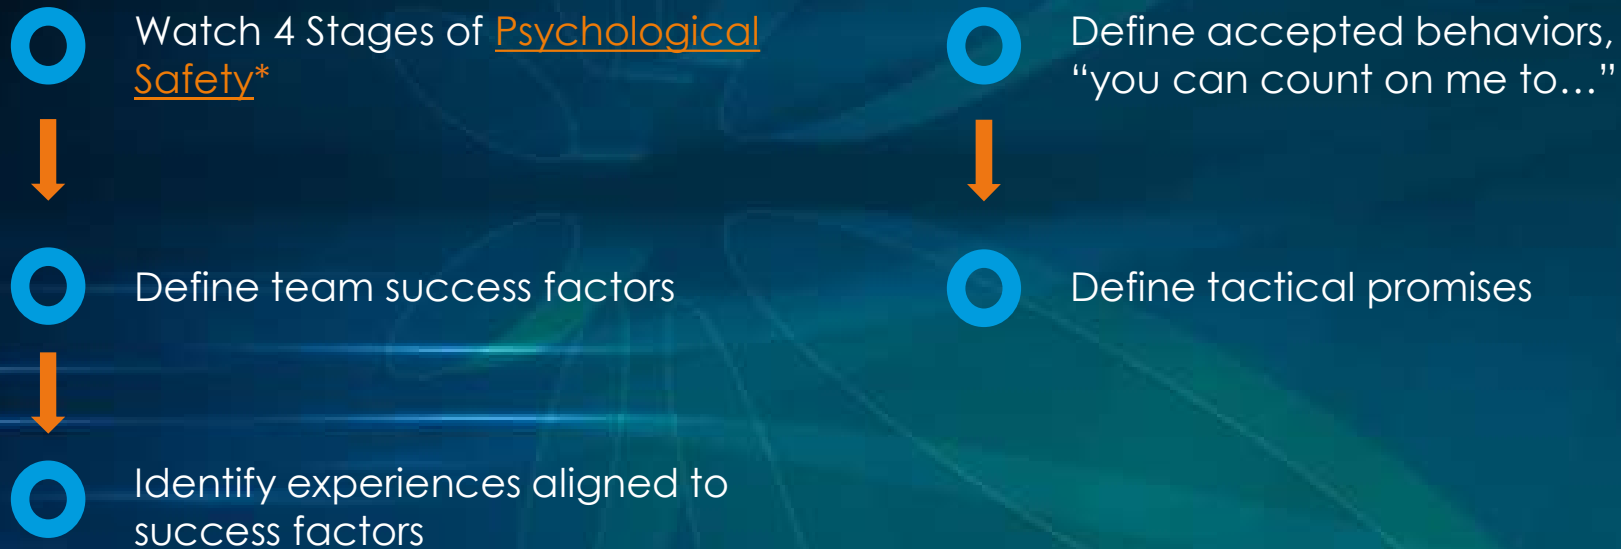 Watch 4 Stages of Psychological
Safety*
Define team success factors
Identify experiences aligned to
success factors
Define accepted behaviors,
“you can count on me to…”
Define tactical promises